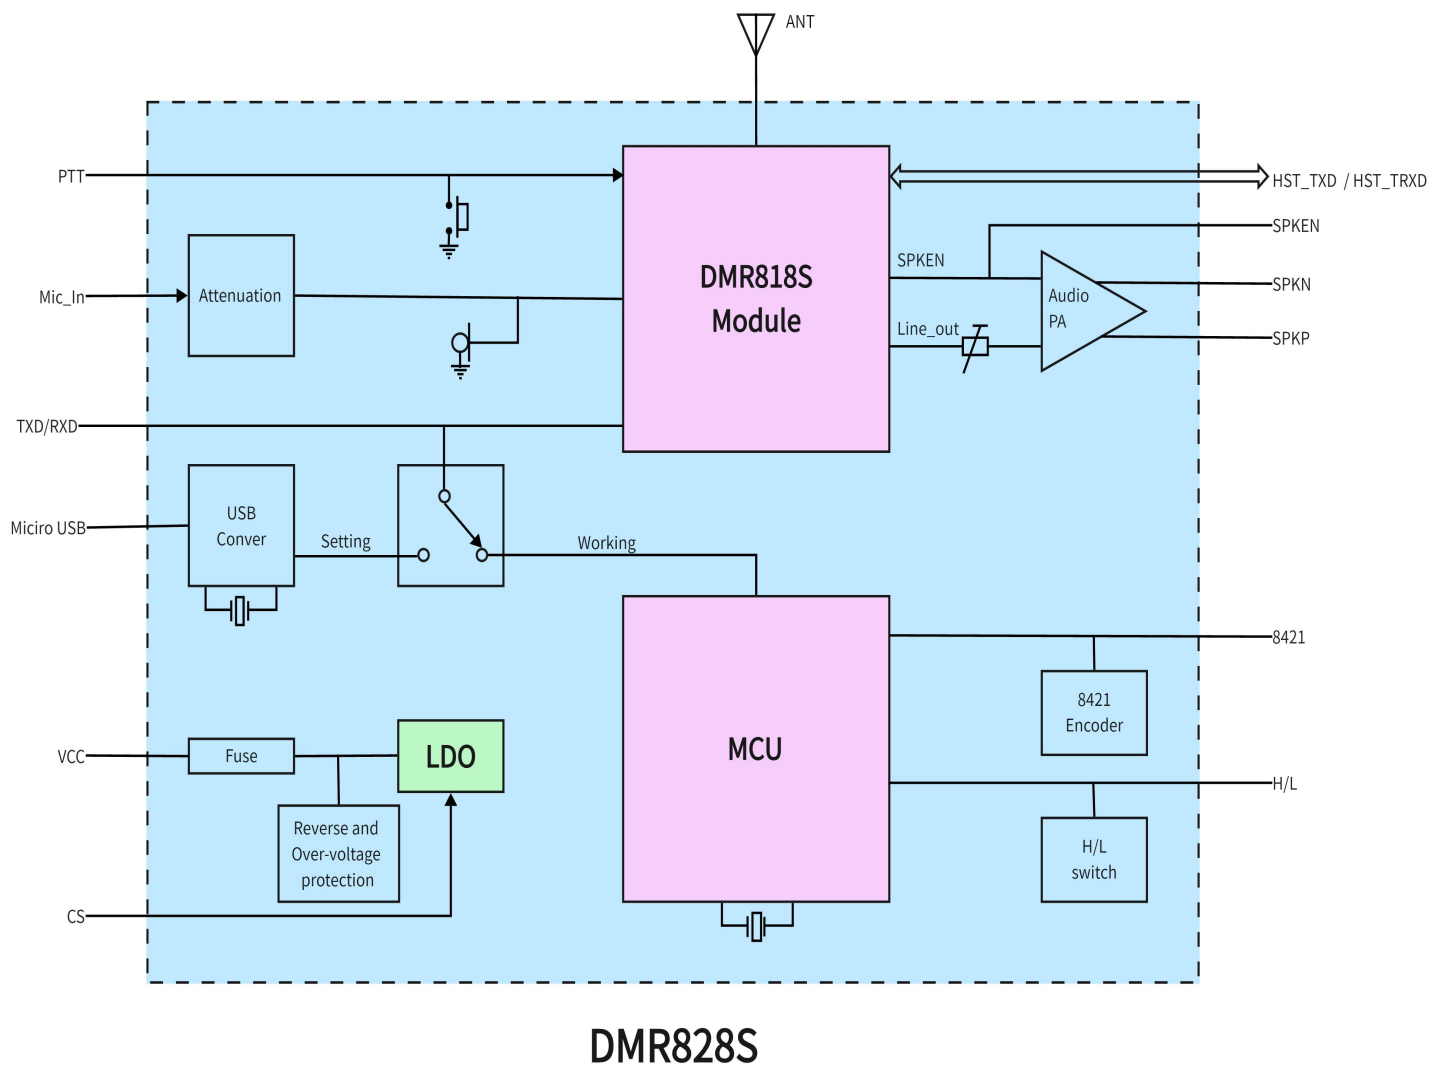 ANT
PTT
HST_TXD / HST_TRXD
SPKEN
SPKEN
DMR818S
Module
Mic_In
Attenuation
Audio
PA
SPKN
Line_out
SPKP
TXD/RXD
USB
Conver
Miciro USB
Setting
Working
8421
8421
Encoder
MCU
VCC
Fuse
LDO
H/L
Reverse and
Over-voltage
protection
H/L
switch
CS
DMR828S